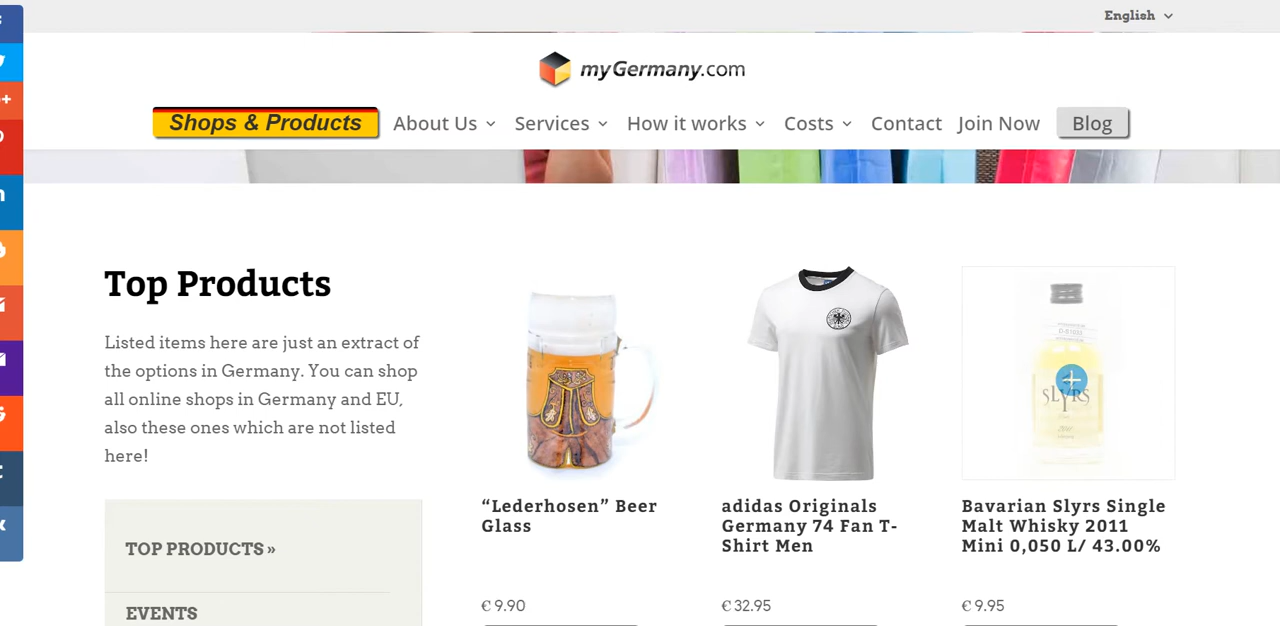 English
myGermany.com
Shops & Products
About Us
Services
How it works
Costs
Contact
Join Now
Blog
Top Products
Listed items here are just an extract of
the options in Germany. You can shop
all online shops in Germany and EU,
also these ones which are not listed
here!
TOP PRODUCTS »
EVENTS
“Lederhosen” Beer
Glass
€ 9.90
adidas Originals
Germany 74 Fan T-
Shirt Men
€ 32.95
SLYRS
Bavarian Slyrs Single
Malt Whisky 2011
Mini 0,050 L/ 43.00%
€ 9.95